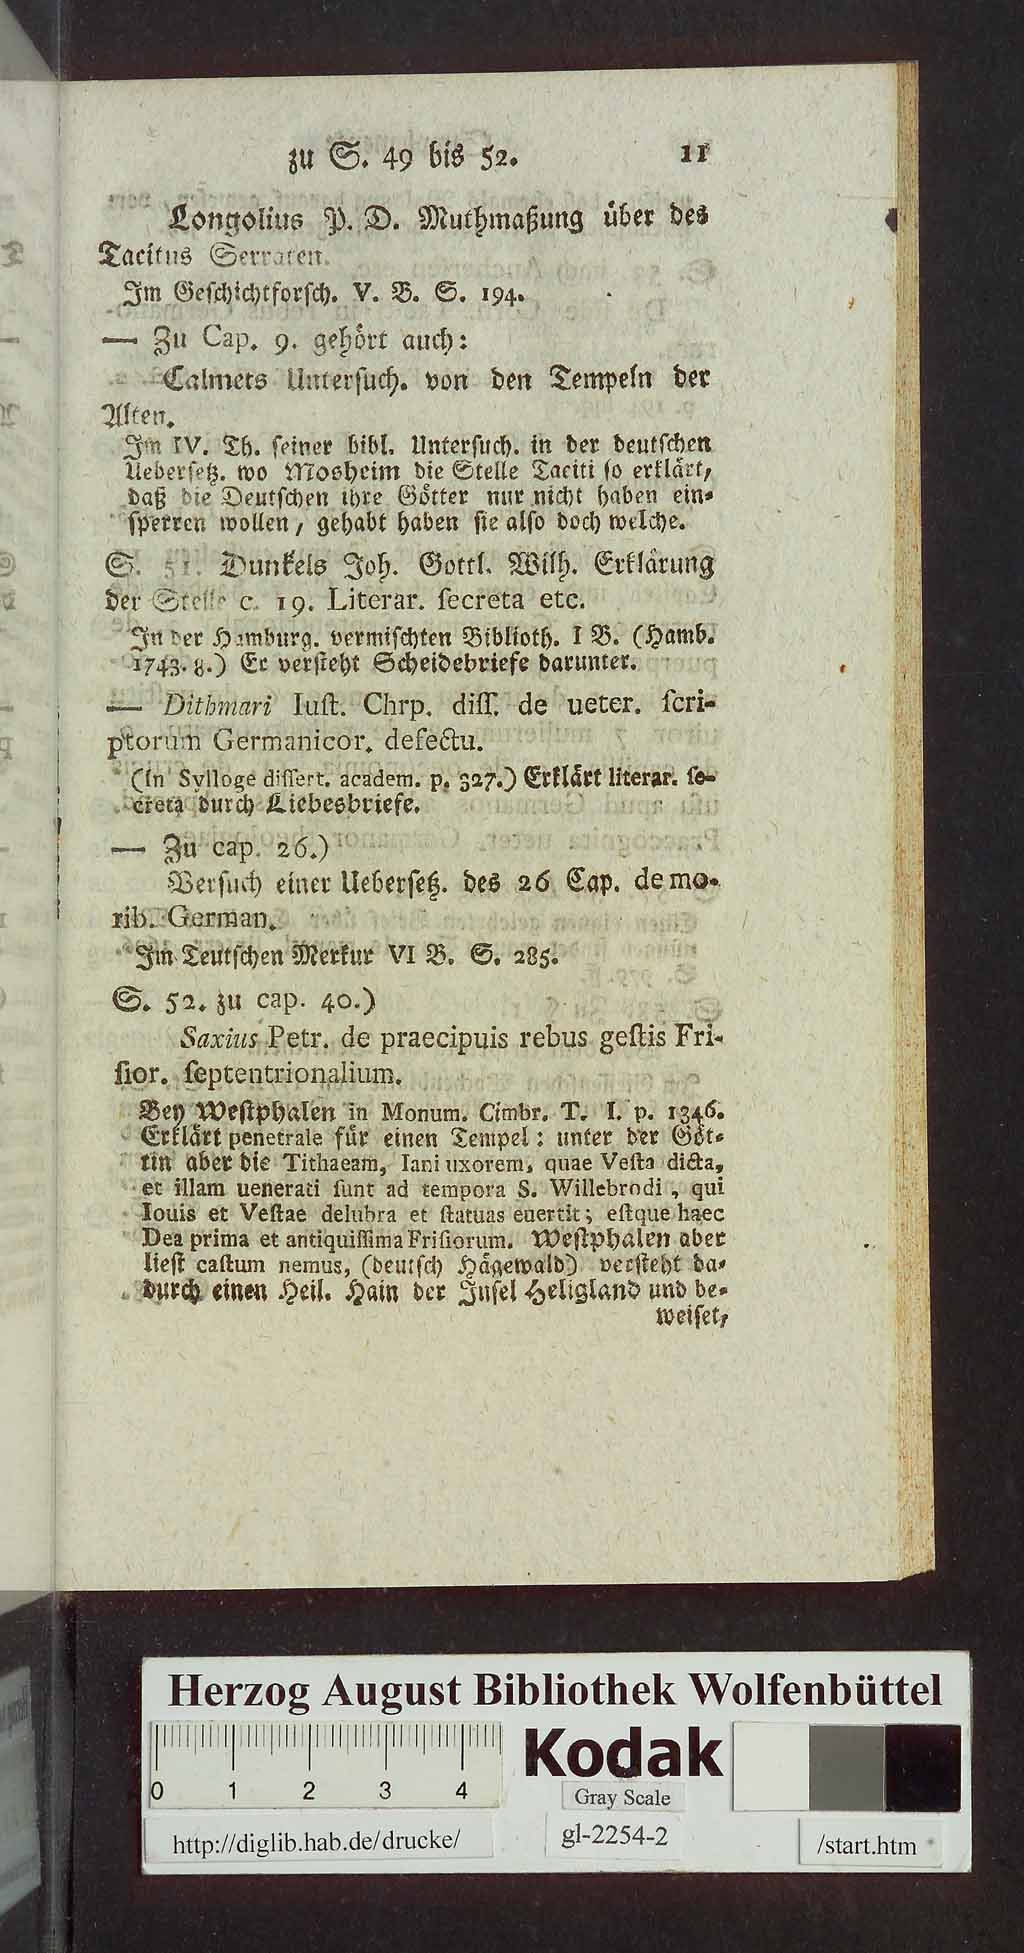 zu S. 49 bis 52. 11
Longolius P. D. Muthmaßung über des
Tacitus Serraten.
Im Geschichtforsch. V. B. S. 194.
— Zu Cap. 9. gehört auch:
Calmets Untersuch. von den Tempeln der
Alten.
Im IV. Th. seiner bibl. Untersuch. in der deutschen
Uebersetz. wo Mosheim die Stelle Taciti so erklärt,
daß die Deutschen ihre Götter nur nicht haben ein-
sperren wollen, gehabt haben sie also doch welche.
S. 51. Dunkels Joh. Gottl. Wilh. Erklärung
der Stelle c. 19. Literar. ſecreta etc.
In der Hamburg. vermischten Biblioth. I B. (Hamb.
1743. 8.) Er versteht Scheidebriefe darunter.
— Dithmari Iuſt. Chrp. diſſ. de ueter. ſcri-
ptorum Germanicor. defectu.
(In Sylloge diſſert. academ. p. 327.) Erklärt literar. ſe-
creta durch Liebesbriefe.
— Zu cap. 26.)
Versuch einer Uebersetz. des 26 Cap. de mo-
rib. German.
Im Teutschen Merkur VI B. S. 285.
S. 52. zu cap. 40.)
Saxius Petr. de praecipuis rebus geſtis Fri-
ſior. ſeptentrionalium.
Bey Westphalen in Monum. Cimbr. T. I. p. 1346.
Erklärt penetrale für einen Tempel: unter der Göt-
tin aber die Tithaeam, Iani uxorem, quae Veſta dicta,
et illam uenerati ſunt ad tempora S. Willebrodi, qui
Iouis et Veſtae delubra et ſtatuas euertit; eſtque haec
Dea prima et antiquiſſima Friſiorum. Westphalen aber
liest caſtum nemus, (deutsch Hägewald) versteht da-
durch einen Heil. Hain der Insel Heligland und be-
weiset,
Herzog August Bibliothek Wolfenbüttel
0 1 2 3 4
Kodak
Gray Scale
http://diglib.hab.de/drucke/ gl-2254-2 /start.htm